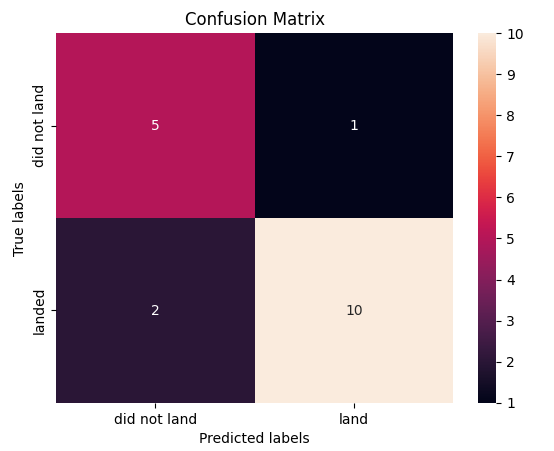 Confusion Matrix
True labels
did not land
landed
5
1
2
10
did not land
land
Predicted labels
10
9
8
7
6
5
4
3
2
1